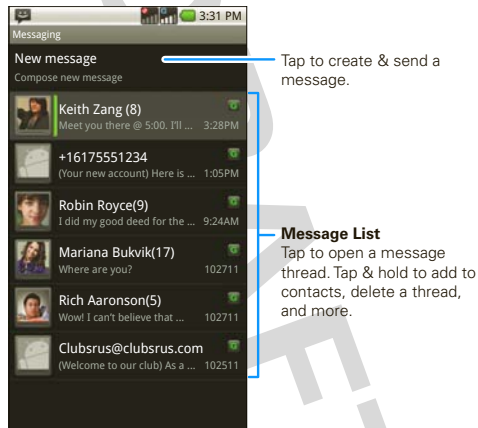 3:31 PM
Messaging
New message
Compose new message
Keith Zang (8)
Meet you there @ 5:00. I'll ... 3:28PM
+16175551234
(Your new account) Here is ... 1:05PM
Robin Royce(9)
I did my good deed for the ... 9:24AM
Mariana Bukvik(17)
Where are you? 102711
Rich Aaronson(5)
Wow! I can't believe that ... 102711
Clubsrus@clubsrus.com
(Welcome to our club) As a ... 102511
Tap to create & send a
message.
Message List
Tap to open a message
thread. Tap & hold to add to
contacts, delete a thread,
and more.